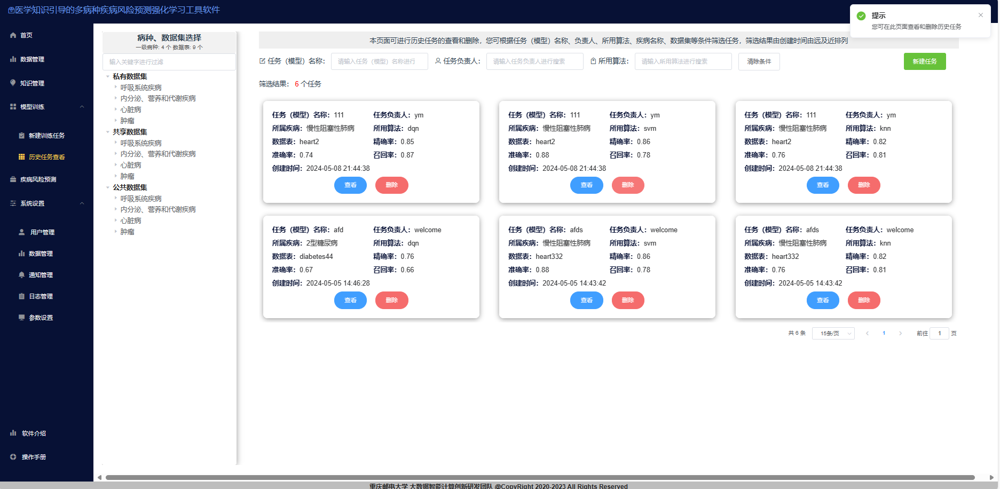 医学知识引导的多病种疾病风险预测强化学习工具软件
提示
您可在此页面查看和删除历史任务
首页
数据管理
知识管理
模型训练
新建训练任务
历史任务查看
疾病风险预测
系统设置
用户管理
数据管理
通知管理
日志管理
参数设置
软件介绍
操作手册
病种、数据集选择
一级病种: 4 个 数据表: 9 个
输入关键字进行过滤
私有数据集
呼吸系统疾病
内分泌、营养和代谢疾病
心脏病
肿瘤
共享数据集
呼吸系统疾病
内分泌、营养和代谢疾病
心脏病
肿瘤
公共数据集
呼吸系统疾病
内分泌、营养和代谢疾病
心脏病
肿瘤
本页面可进行历史任务的查看和删除，您可根据任务（模型）名称、负责人、所用算法、疾病名称、数据集等条件筛选任务，筛选结果由创建时间由远及近排列
任务（模型）名称： 请输入任务（模型）名称进行 任务负责人： 请输入任务负责人进行搜索 所用算法： 请输入所用算法进行搜索 清除条件 新建任务
筛选结果： 6 个任务
任务（模型）名称：111 任务负责人：ym
所属疾病：慢性阻塞性肺病 所用算法：dqn
数据表：heart2 精确率：0.85
准确率：0.74 召回率：0.87
创建时间：2024-05-08 21:44:38
查看 删除
任务（模型）名称：111 任务负责人：ym
所属疾病：慢性阻塞性肺病 所用算法：svm
数据表：heart2 精确率：0.86
准确率：0.88 召回率：0.78
创建时间：2024-05-08 21:44:38
查看 删除
任务（模型）名称：111 任务负责人：ym
所属疾病：慢性阻塞性肺病 所用算法：knn
数据表：heart2 精确率：0.82
准确率：0.76 召回率：0.81
创建时间：2024-05-08 21:44:38
查看 删除
任务（模型）名称：afd 任务负责人：welcome
所属疾病：2型糖尿病 所用算法：dqn
数据表：diabetes44 精确率：0.76
准确率：0.67 召回率：0.66
创建时间：2024-05-05 14:46:28
查看 删除
任务（模型）名称：afds 任务负责人：welcome
所属疾病：慢性阻塞性肺病 所用算法：svm
数据表：heart332 精确率：0.86
准确率：0.88 召回率：0.78
创建时间：2024-05-05 14:43:42
查看 删除
任务（模型）名称：afds 任务负责人：welcome
所属疾病：慢性阻塞性肺病 所用算法：knn
数据表：heart332 精确率：0.82
准确率：0.76 召回率：0.81
创建时间：2024-05-05 14:43:42
查看 删除
共 6 条 15条/页 1 前往 1 页
重庆邮电大学 大数据智能计算创新研发团队 @CopyRight 2020-2023 All Rights Reserved